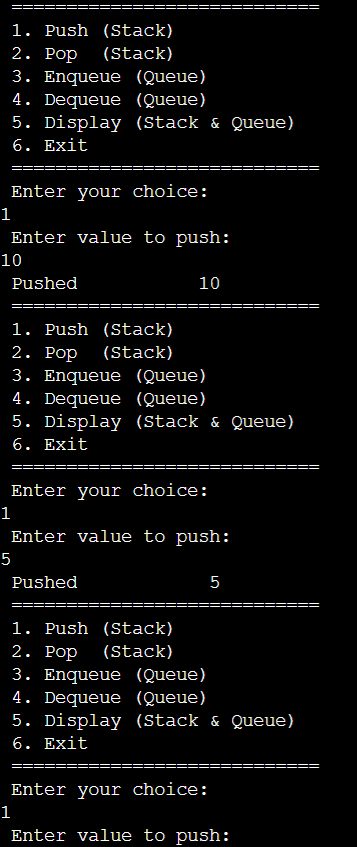 ============================
1. Push (Stack)
2. Pop  (Stack)
3. Enqueue (Queue)
4. Dequeue (Queue)
5. Display (Stack & Queue)
6. Exit
============================
Enter your choice:
1
Enter value to push:
10
Pushed           10
============================
1. Push (Stack)
2. Pop  (Stack)
3. Enqueue (Queue)
4. Dequeue (Queue)
5. Display (Stack & Queue)
6. Exit
============================
Enter your choice:
1
Enter value to push:
5
Pushed            5
============================
1. Push (Stack)
2. Pop  (Stack)
3. Enqueue (Queue)
4. Dequeue (Queue)
5. Display (Stack & Queue)
6. Exit
============================
Enter your choice:
1
Enter value to push: